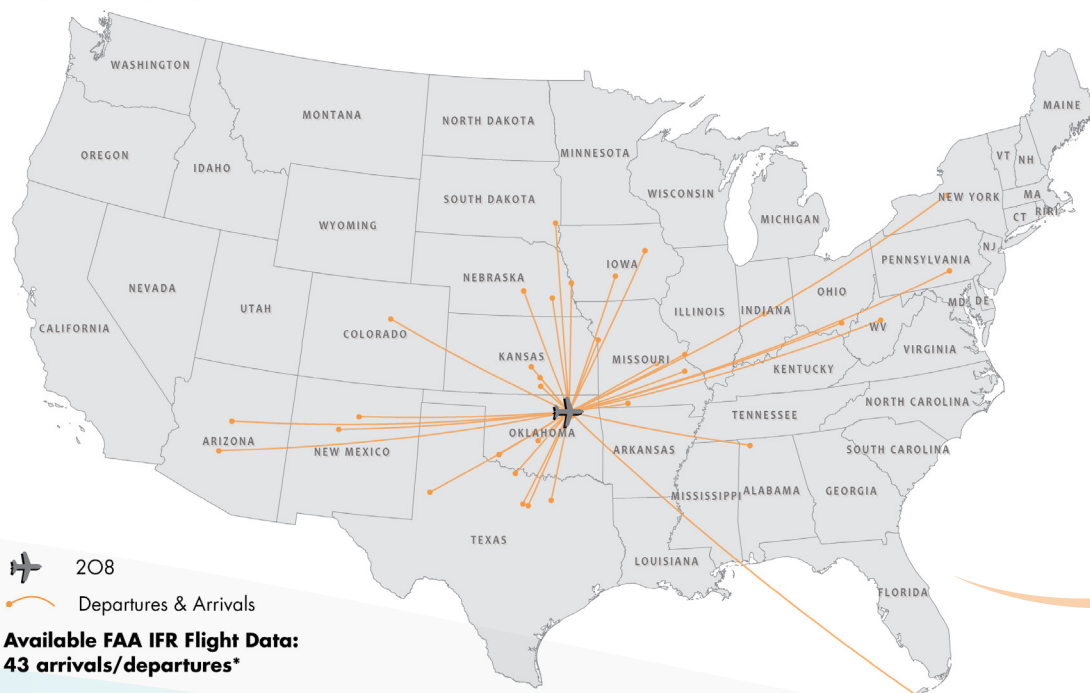 WASHINGTON
MAINE
MONTANA
NORTH DAKOTA
MINNESOTA
VT
NH
OREGON
IDAHO
WISCONSIN
NEW YORK
MA
SOUTH DAKOTA
MICHIGAN
CT
RIRI
WYOMING
NJ
PENNSYLVANIA
IOWA
NEBRASKA
NEVADA
OHIO
MD
DE
UTAH
ILLINOIS
INDIANA
CALIFORNIA
COLORADO
WV
VIRGINIA
KANSAS
MISSOURI
KENTUCKY
NORTH CAROLINA
TENNESSEE
ARIZONA
OKLAHOMA
NEW MEXICO
ARKANSAS
SOUTH CAROLINA
MISSISSIPPI
ALABAMA
GEORGIA
TEXAS
LOUISIANA
FLORIDA
208
Departures & Arrivals
Available FAA IFR Flight Data:
43 arrivals/departures*